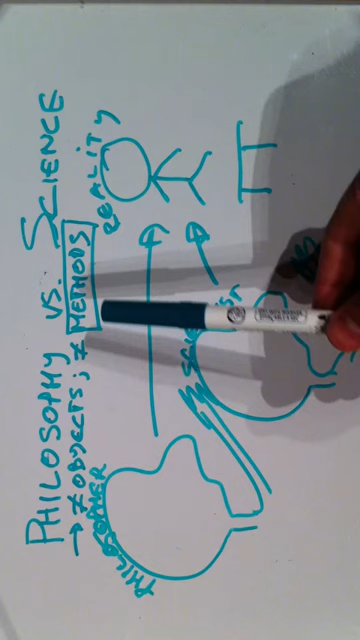 PHILOSOPHY VS. SCIENCE
→ ≠ OBJECTS; ≠ METHODS
REALITY
PHILOSOPHER